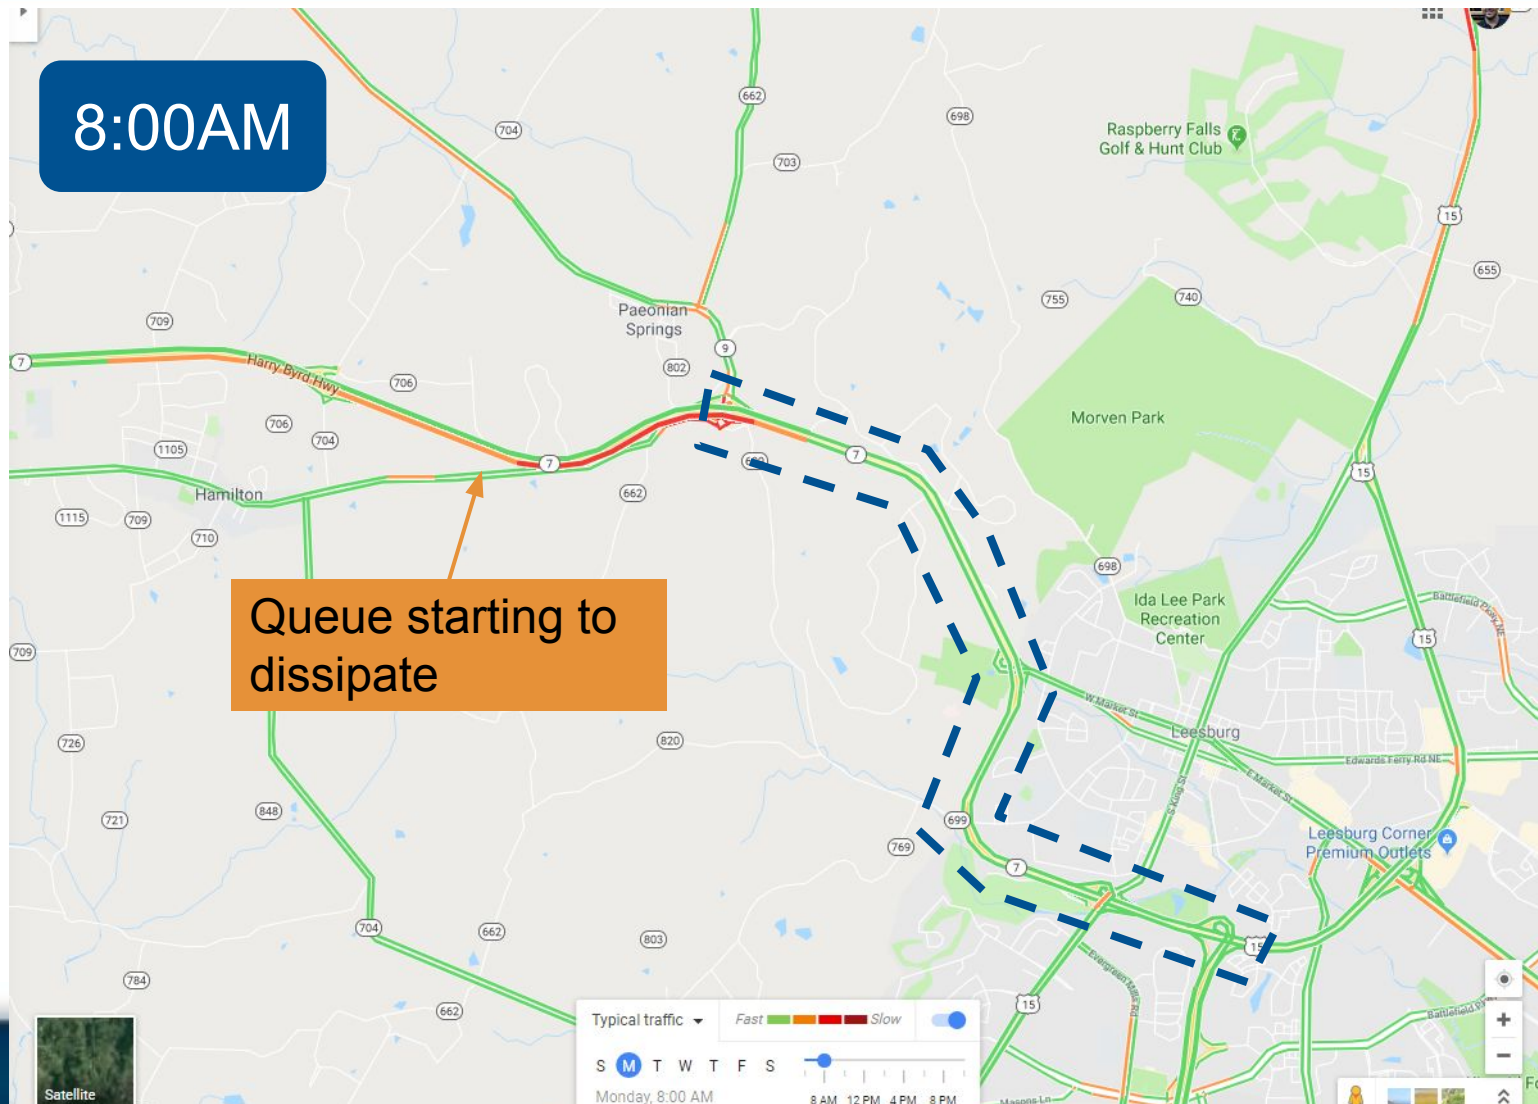 8:00AM
704
662
698
703
Raspberry Falls
Golf & Hunt Club
15
655
740
755
Paeonian
Springs
709
7
Harry Byrd Hwy
706
802
9
Morven Park
706
704
1105
7
7
15
Hamilton
662
1115
709
710
698
Queue starting to
dissipate
Ida Lee Park
Recreation
Center
Battlefield Pkwy NE
15
709
W Market St
Leesburg
726
820
Edwards Ferry Rd NE
E Market St
S King St
848
721
699
769
Leesburg Corner
Premium Outlets
7
704
662
803
15
784
Evergreen Mills Rd
662
15
Typical traffic
Fast
Slow
S M T W T F S
Monday, 8:00 AM
8 AM 12 PM 4 PM 8 PM
Masons Ln
Satellite